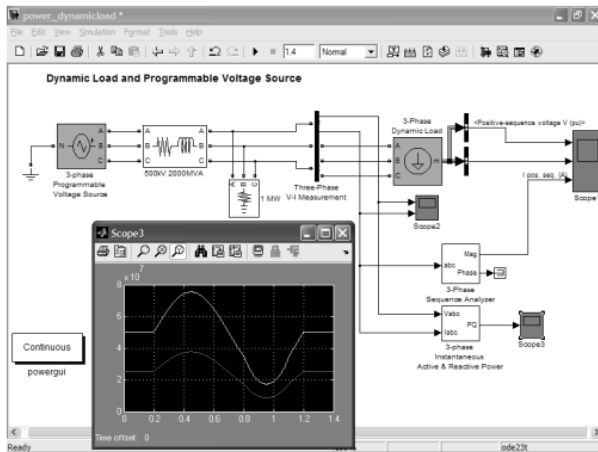 power_dynamicload *
File Edit View Simulation Format Tools Help
1.4 Normal
Dynamic Load and Programmable Voltage Source
N A B C
3-phase
Programmable
Voltage Source
A B C A B C
500kV 2000MVA
A B C
1 MW
Three-Phase
V-I Measurement
3-Phase
Dynamic Load
A B C m
<Positive-sequence voltage V (pu)>
I pos. seq. (A)
Scope1
Scope2
abc Mag Phase
3-Phase
Sequence Analyzer
Vabc Iabc PQ
3-phase
Instantaneous
Active & Reactive Power
Scope3
Continuous
powergui
Scope3
x 10 7
8
6
4
2
0
0 0.2 0.4 0.6 0.8 1 1.2 1.4
Time offset: 0
Ready
ode23t